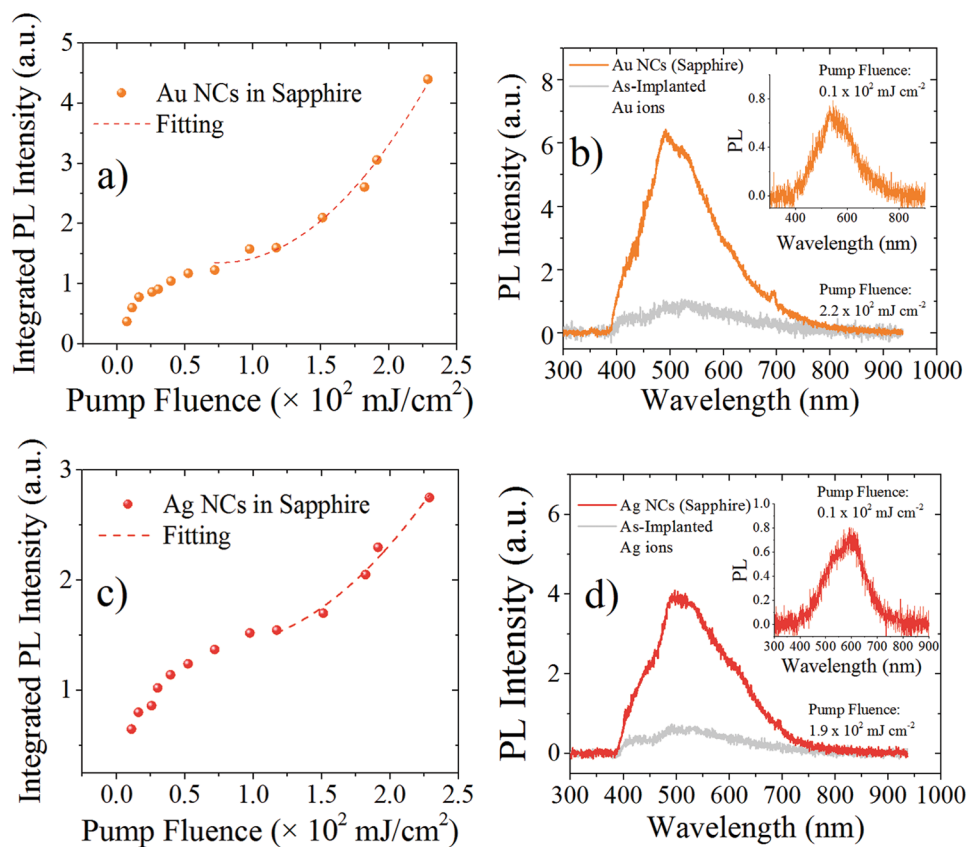 Integrated PL Intensity (a.u.)
5
4
3
2
1
0
Au NCs in Sapphire
Fitting
a)
0.0 0.5 1.0 1.5 2.0 2.5
Pump Fluence (× 10² mJ/cm²)
PL Intensity (a.u.)
8
6
4
2
0
Au NCs (Sapphire)
As-Implanted
Au ions
b)
Pump Fluence:
0.1 x 10² mJ cm⁻²
PL
0.8
0.4
0.0
400 600 800
Wavelength (nm)
Pump Fluence:
2.2 x 10² mJ cm⁻²
300 400 500 600 700 800 900 1000
Wavelength (nm)
Integrated PL Intensity (a.u.)
3
2
1
Ag NCs in Sapphire
Fitting
c)
0.0 0.5 1.0 1.5 2.0 2.5
Pump Fluence (× 10² mJ/cm²)
PL Intensity (a.u.)
6
4
2
0
Ag NCs (Sapphire)
As-Implanted
Ag ions
d)
Pump Fluence:
0.1 x 10² mJ cm⁻²
PL
1.0
0.8
0.6
0.4
0.2
0.0
300 400 500 600 700 800 900
Wavelength (nm)
Pump Fluence:
1.9 x 10² mJ cm⁻²
300 400 500 600 700 800 900 1000
Wavelength (nm)